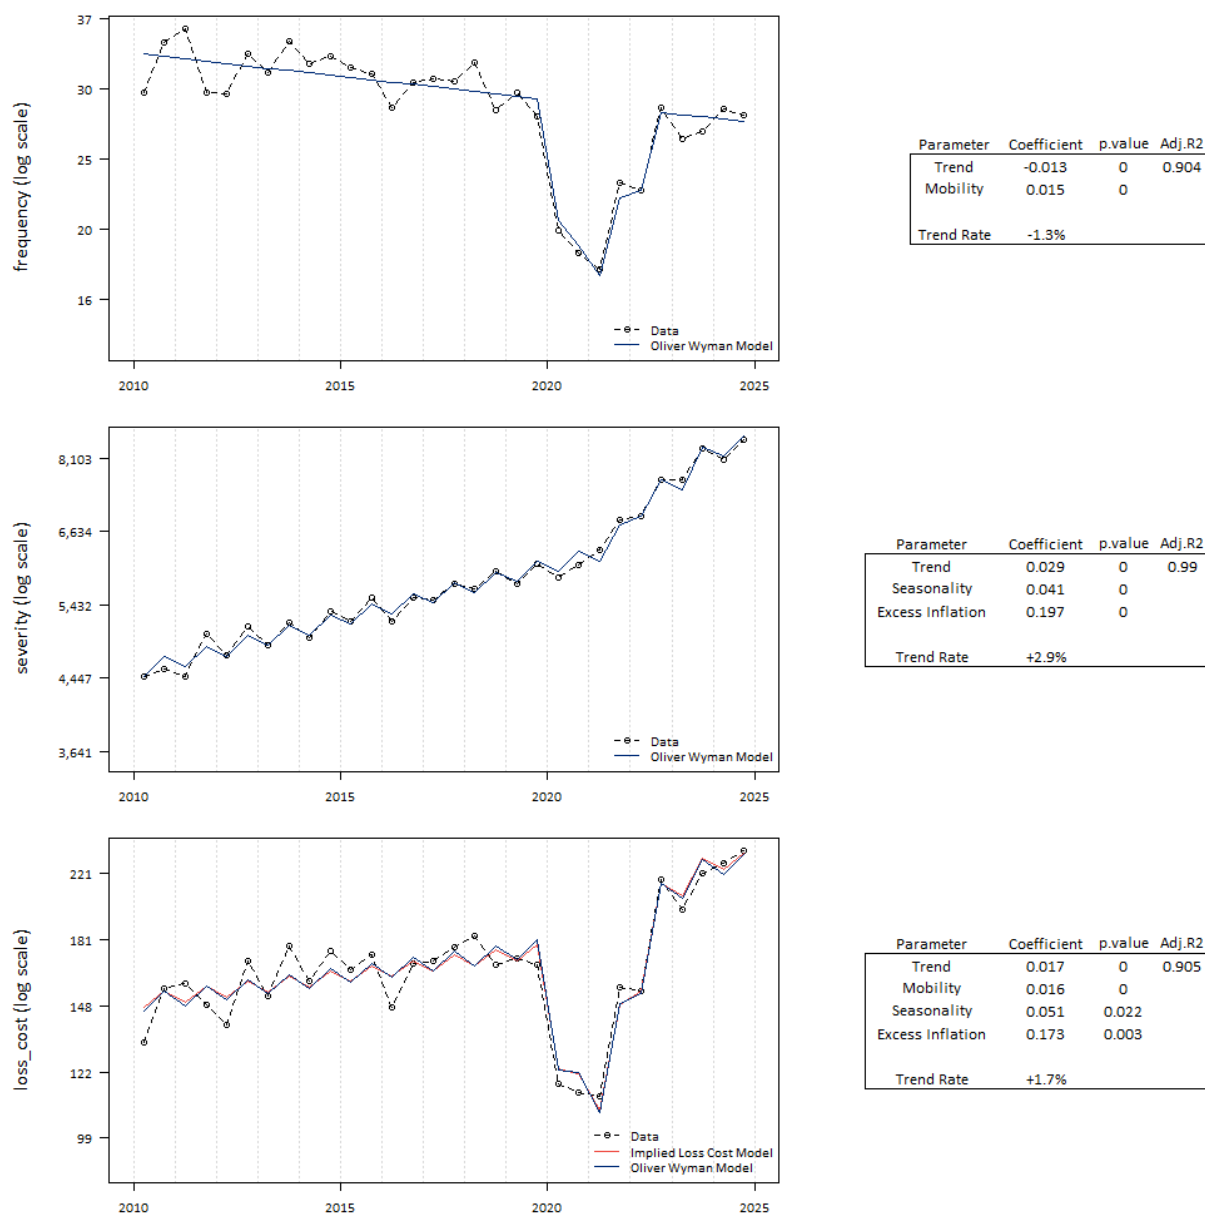 frequency (log scale)
37
30
25
20
16
Data
Oliver Wyman Model
2010 2015 2020 2025
Parameter Coefficient p.value Adj.R2
Trend -0.013 0 0.904
Mobility 0.015 0
Trend Rate -1.3%
severity (log scale)
8,103
6,634
5,432
4,447
3,641
Data
Oliver Wyman Model
2010 2015 2020 2025
Parameter Coefficient p.value Adj.R2
Trend 0.029 0 0.99
Seasonality 0.041 0
Excess Inflation 0.197 0
Trend Rate +2.9%
loss_cost (log scale)
221
181
148
122
99
Data
Implied Loss Cost Model
Oliver Wyman Model
2010 2015 2020 2025
Parameter Coefficient p.value Adj.R2
Trend 0.017 0 0.905
Mobility 0.016 0
Seasonality 0.051 0.022
Excess Inflation 0.173 0.003
Trend Rate +1.7%